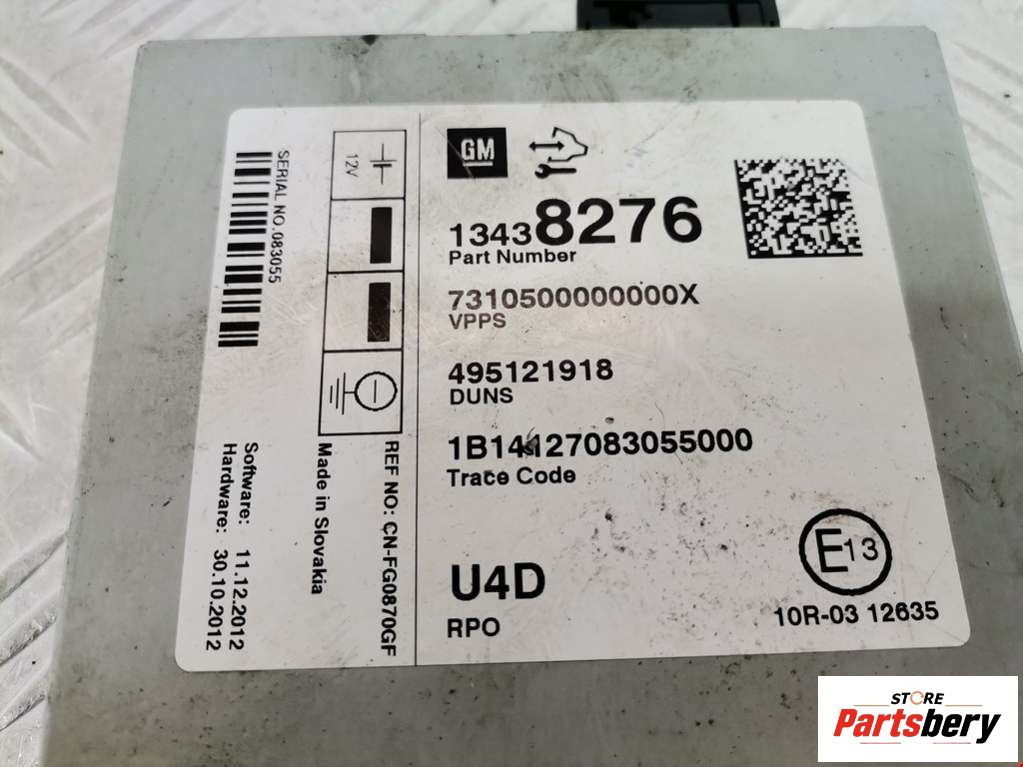 GM
13438276
Part Number
7310500000000X
VPPS
495121918
DUNS
1B14127083055000
Trace Code
U4D
RPO
E13
10R-03 12635
12V
SERIAL NO.083055
REF NO: CN-FG0870GF
Made in Slovakia
Software: 11.12.2012
Hardware: 30.10.2012
STORE
Partsbery